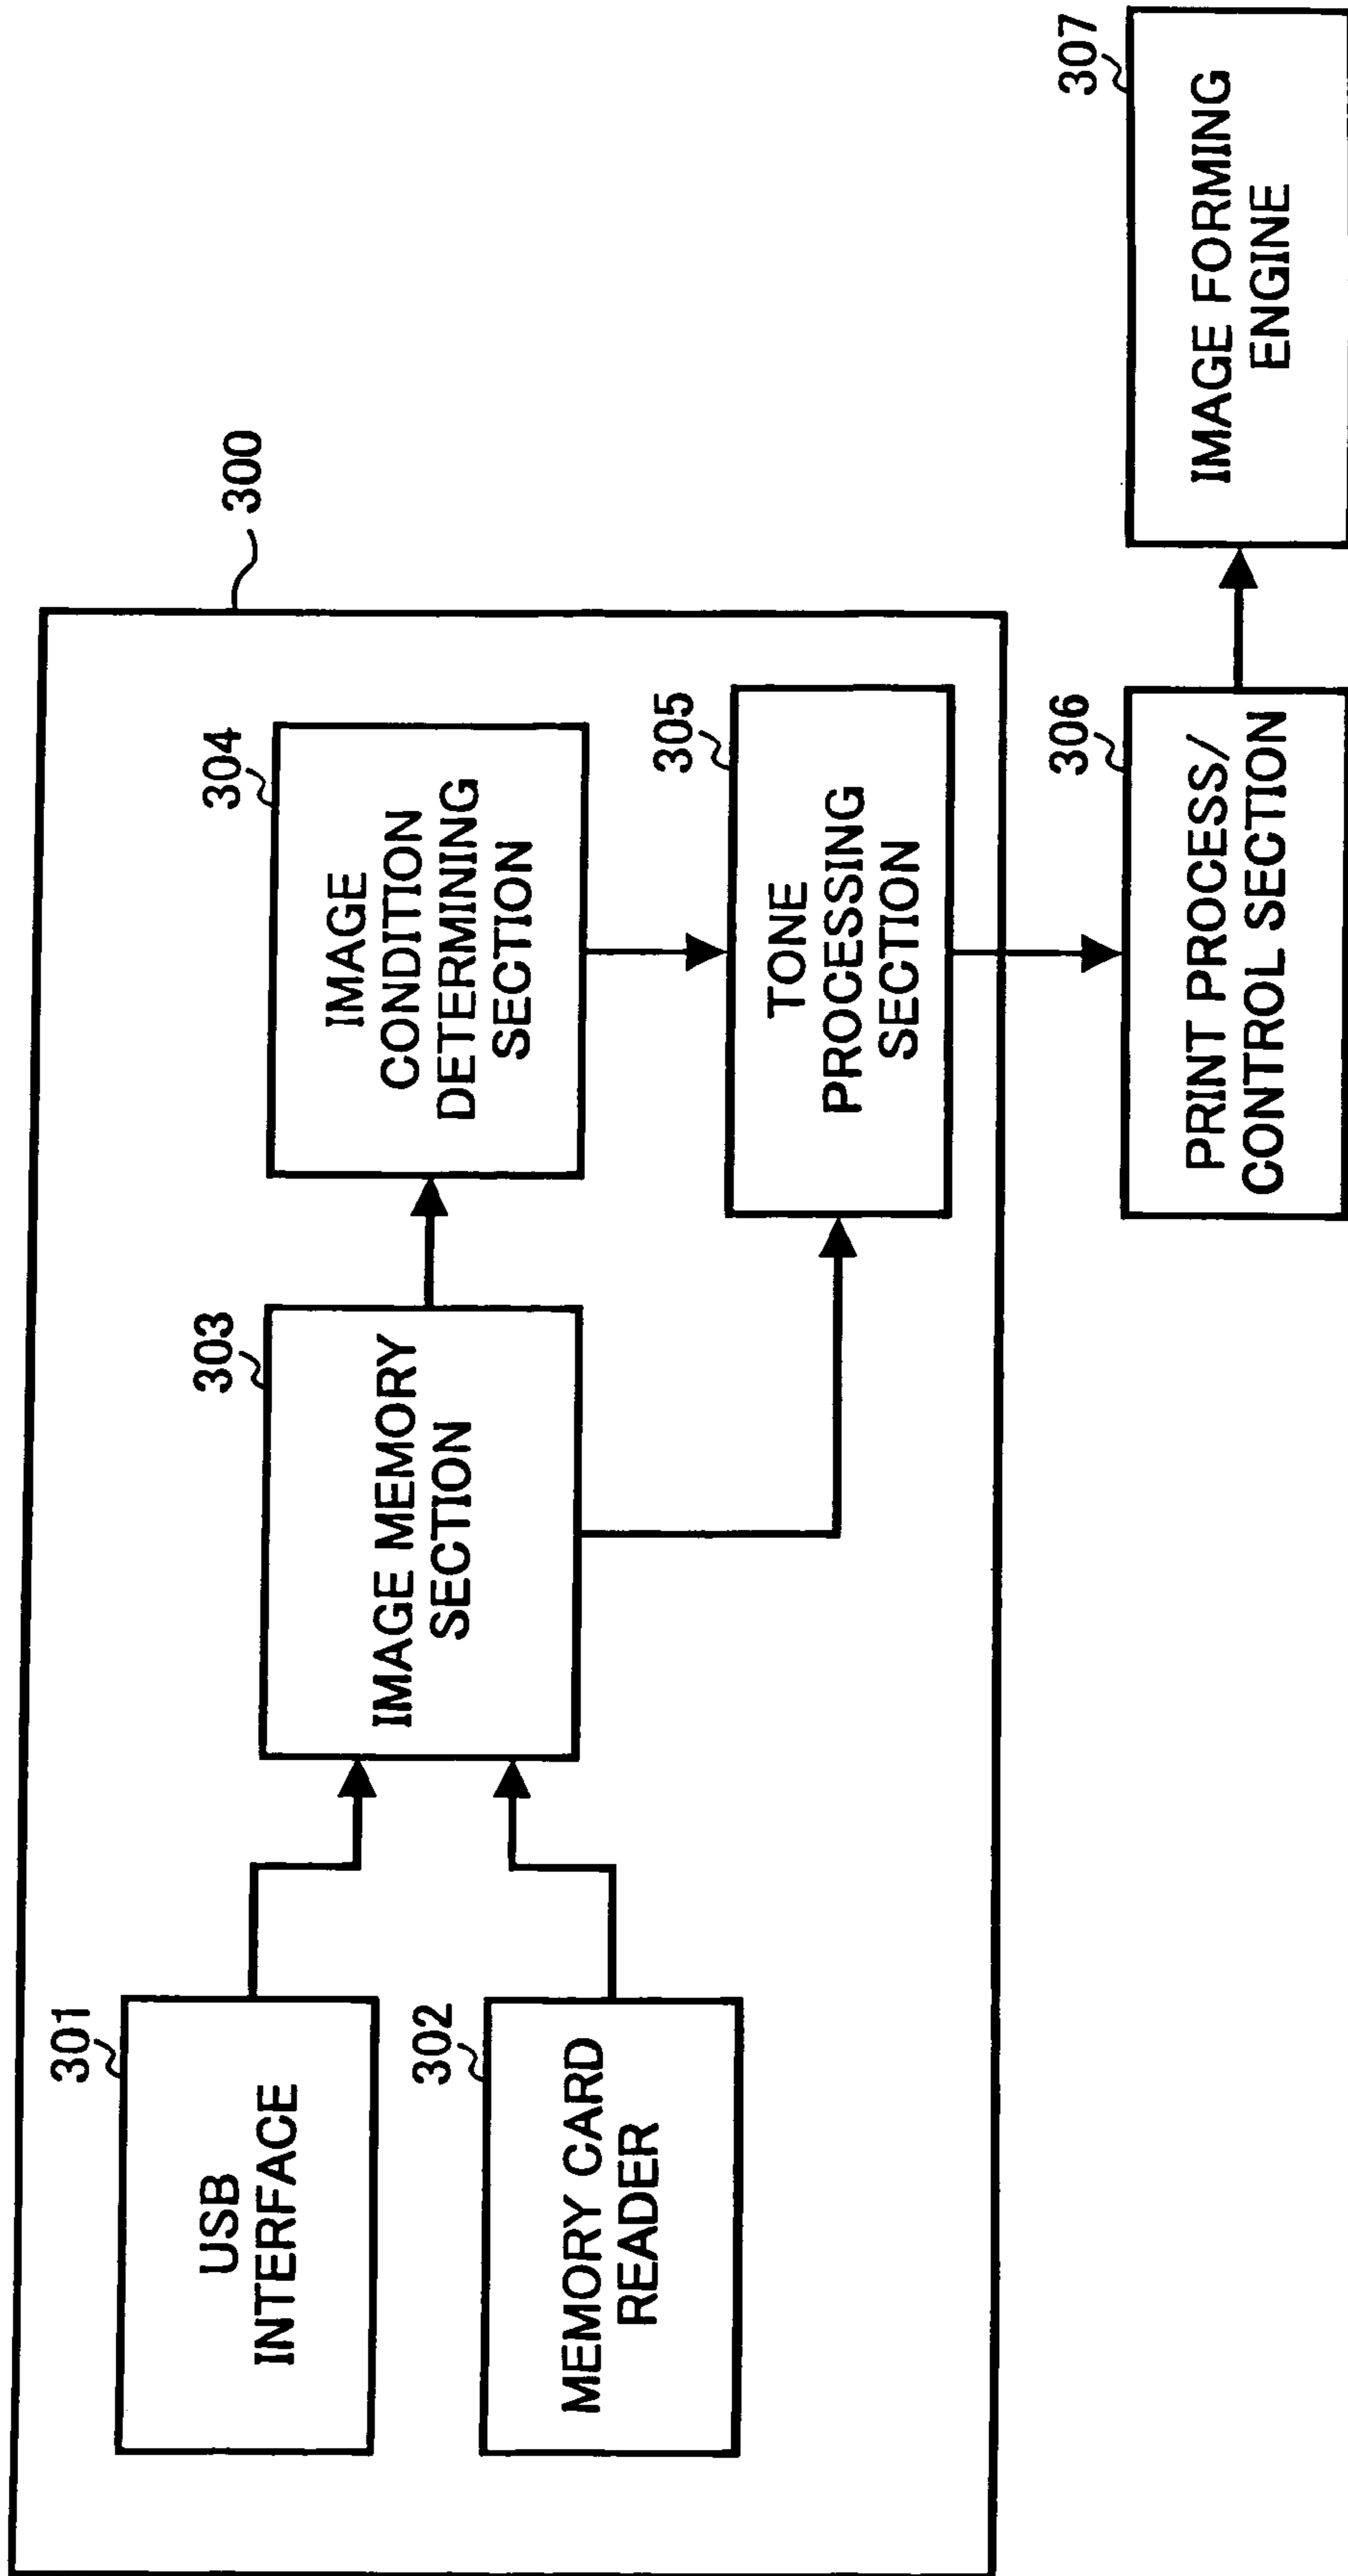 300
301
USB
INTERFACE
302
MEMORY CARD
READER
303
IMAGE MEMORY
SECTION
304
IMAGE
CONDITION
DETERMINING
SECTION
305
TONE
PROCESSING
SECTION
306
PRINT PROCESS/
CONTROL SECTION
307
IMAGE FORMING
ENGINE